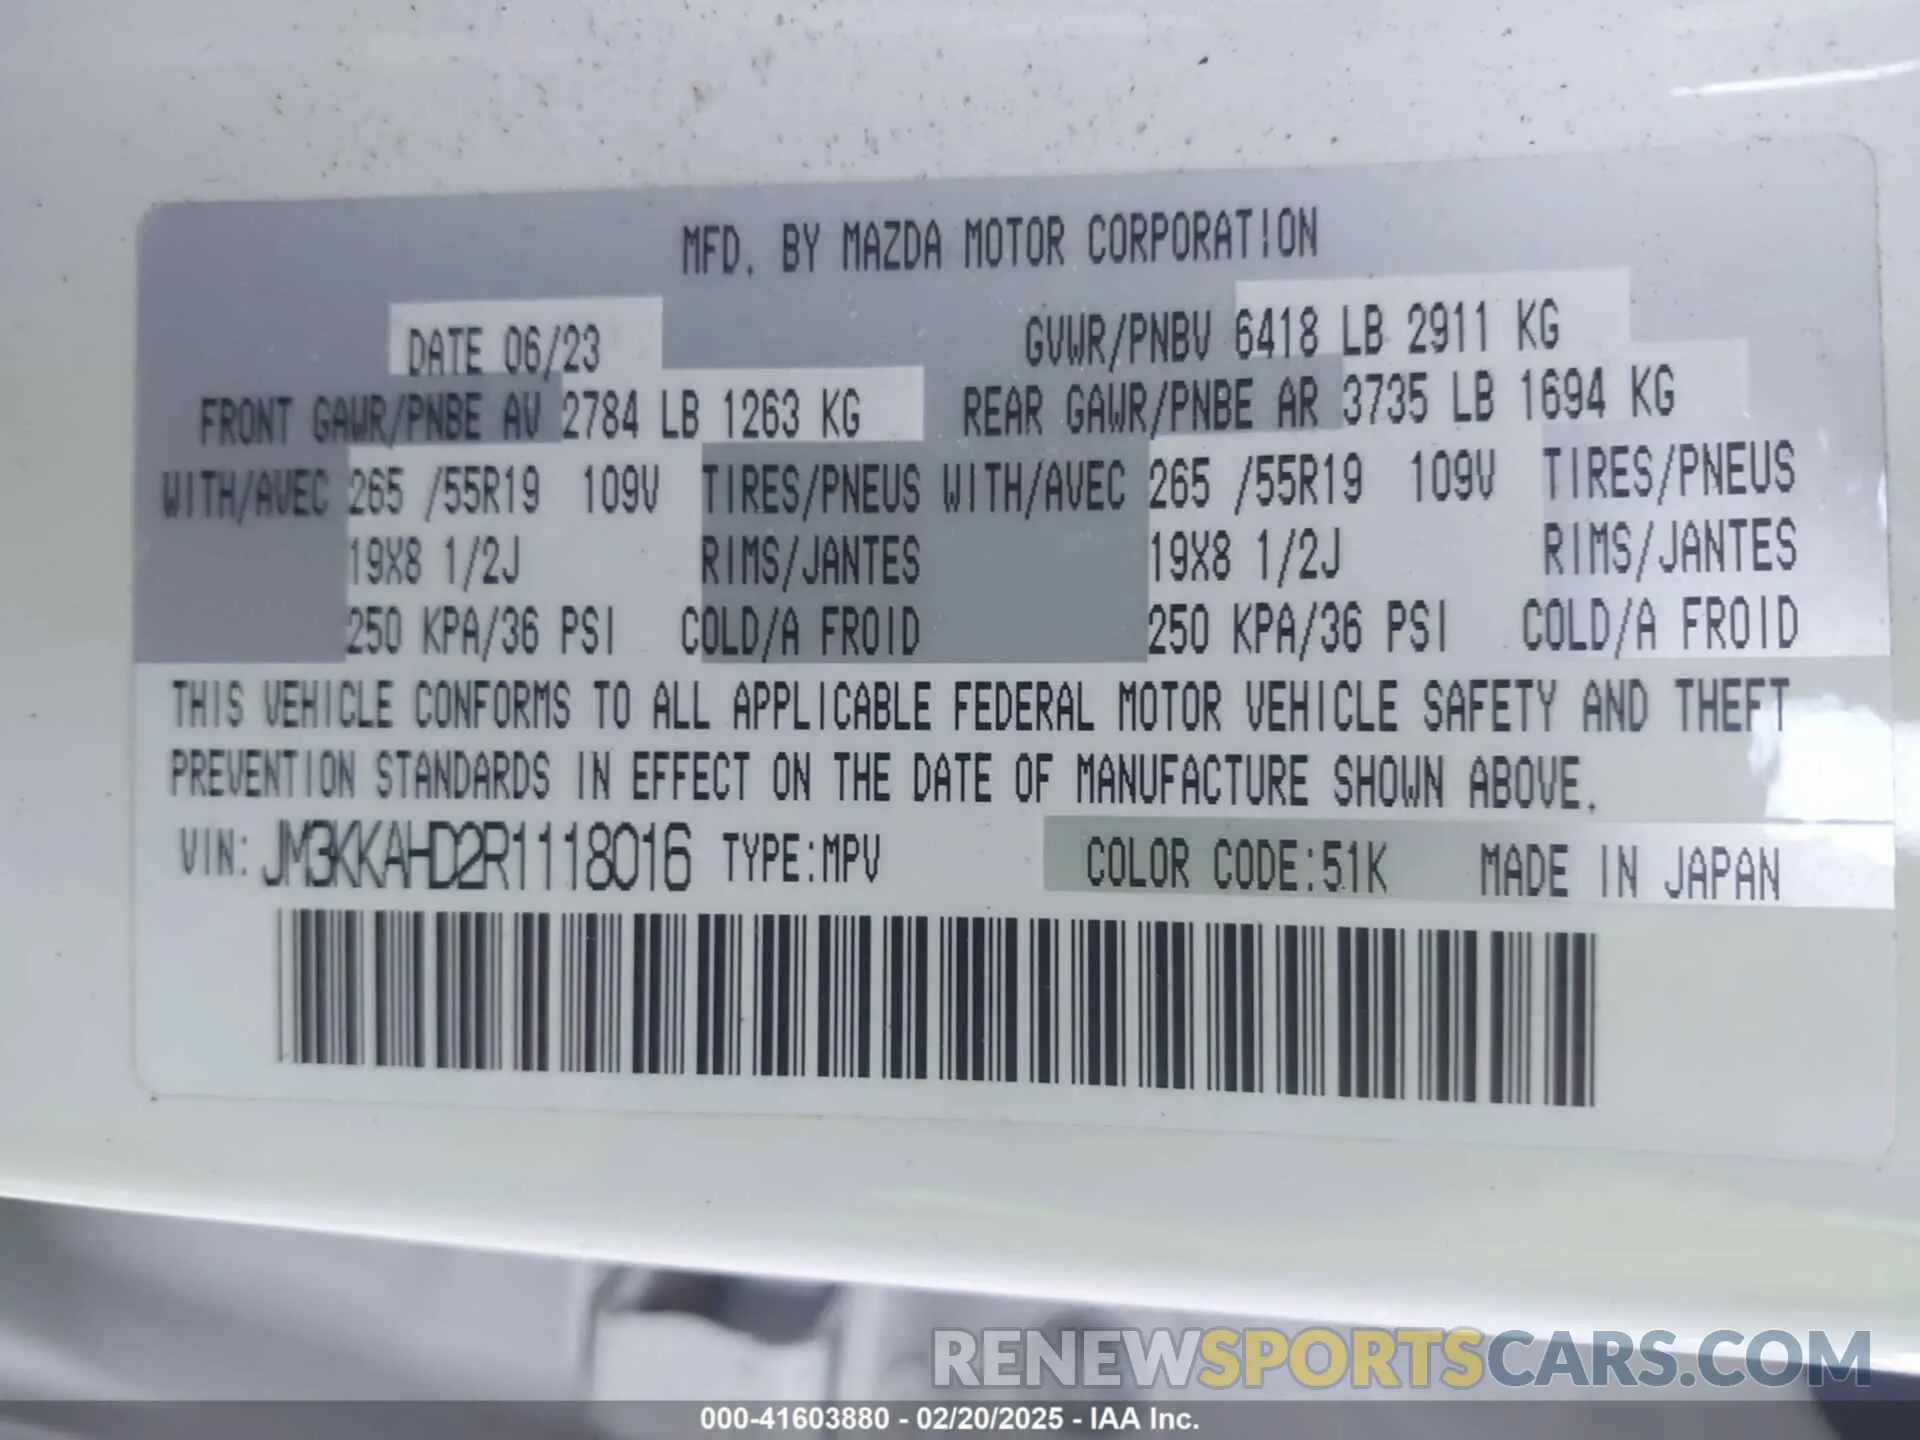 MFD. BY MAZDA MOTOR CORPORATION
DATE 06/23 GVWR/PNBV 6418 LB 2911 KG
FRONT GAWR/PNBE AV 2784 LB 1263 KG REAR GAWR/PNBE AR 3735 LB 1694 KG
WITH/AVEC 265 /55R19 109V TIRES/PNEUS WITH/AVEC 265 /55R19 109V TIRES/PNEUS
19X8 1/2J RIMS/JANTES 19X8 1/2J RIMS/JANTES
250 KPA/36 PSI COLD/A FROID 250 KPA/36 PSI COLD/A FROID
THIS VEHICLE CONFORMS TO ALL APPLICABLE FEDERAL MOTOR VEHICLE SAFETY AND THEFT
PREVENTION STANDARDS IN EFFECT ON THE DATE OF MANUFACTURE SHOWN ABOVE.
VIN: JM3KKAHD2R1118016 TYPE:MPV COLOR CODE:51K MADE IN JAPAN
RENEWSPORTSCARS.COM
000-41603880 - 02/20/2025 - IAA Inc.